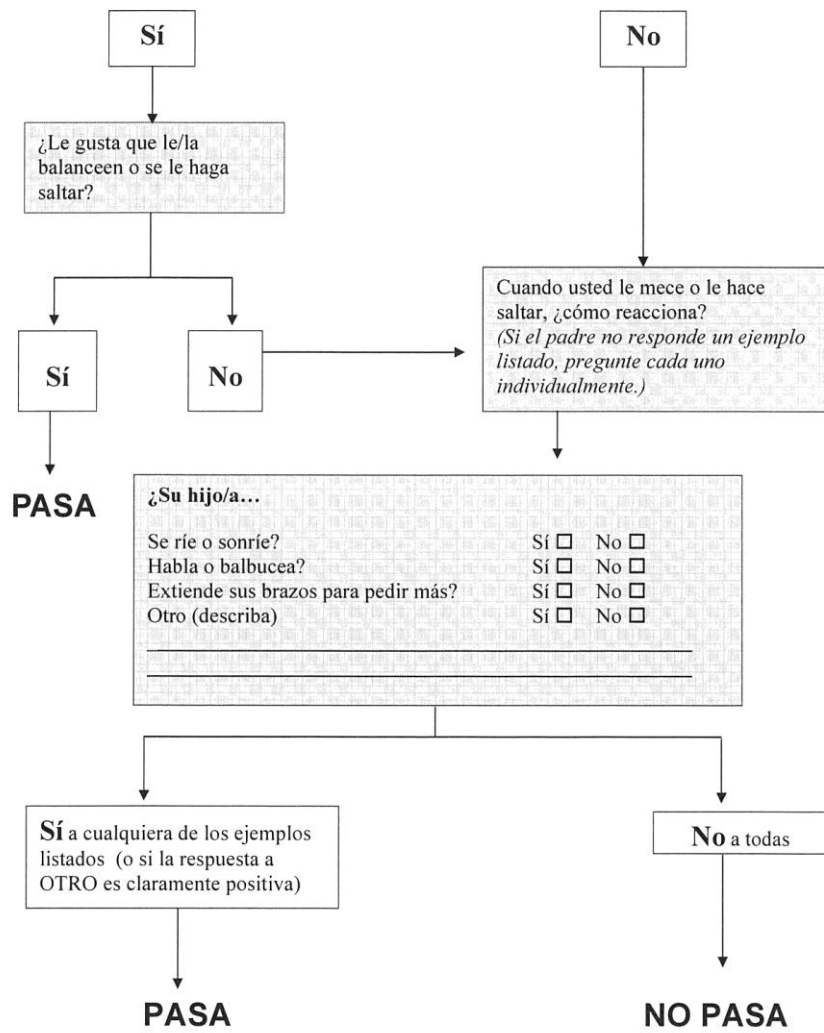 Sí
No
¿Le gusta que le/la
balanceen o se le haga
saltar?
Sí
No
Cuando usted le mece o le hace
saltar, ¿cómo reacciona?
(Si el padre no responde un ejemplo
listado, pregunte cada uno
individualmente.)
PASA
¿Su hijo/a…
Se ríe o sonríe? Sí ☐ No ☐
Habla o balbucea? Sí ☐ No ☐
Extiende sus brazos para pedir más? Sí ☐ No ☐
Otro (describa) Sí ☐ No ☐
Sí a cualquiera de los ejemplos
listados (o si la respuesta a
OTRO es claramente positiva)
No a todas
PASA
NO PASA